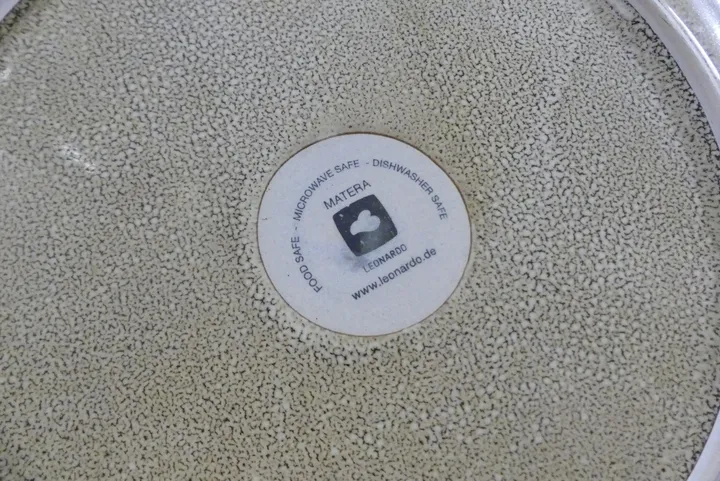 FOOD SAFE - MICROWAVE SAFE - DISHWASHER SAFE
MATERA
LEONARDO
www.leonardo.de